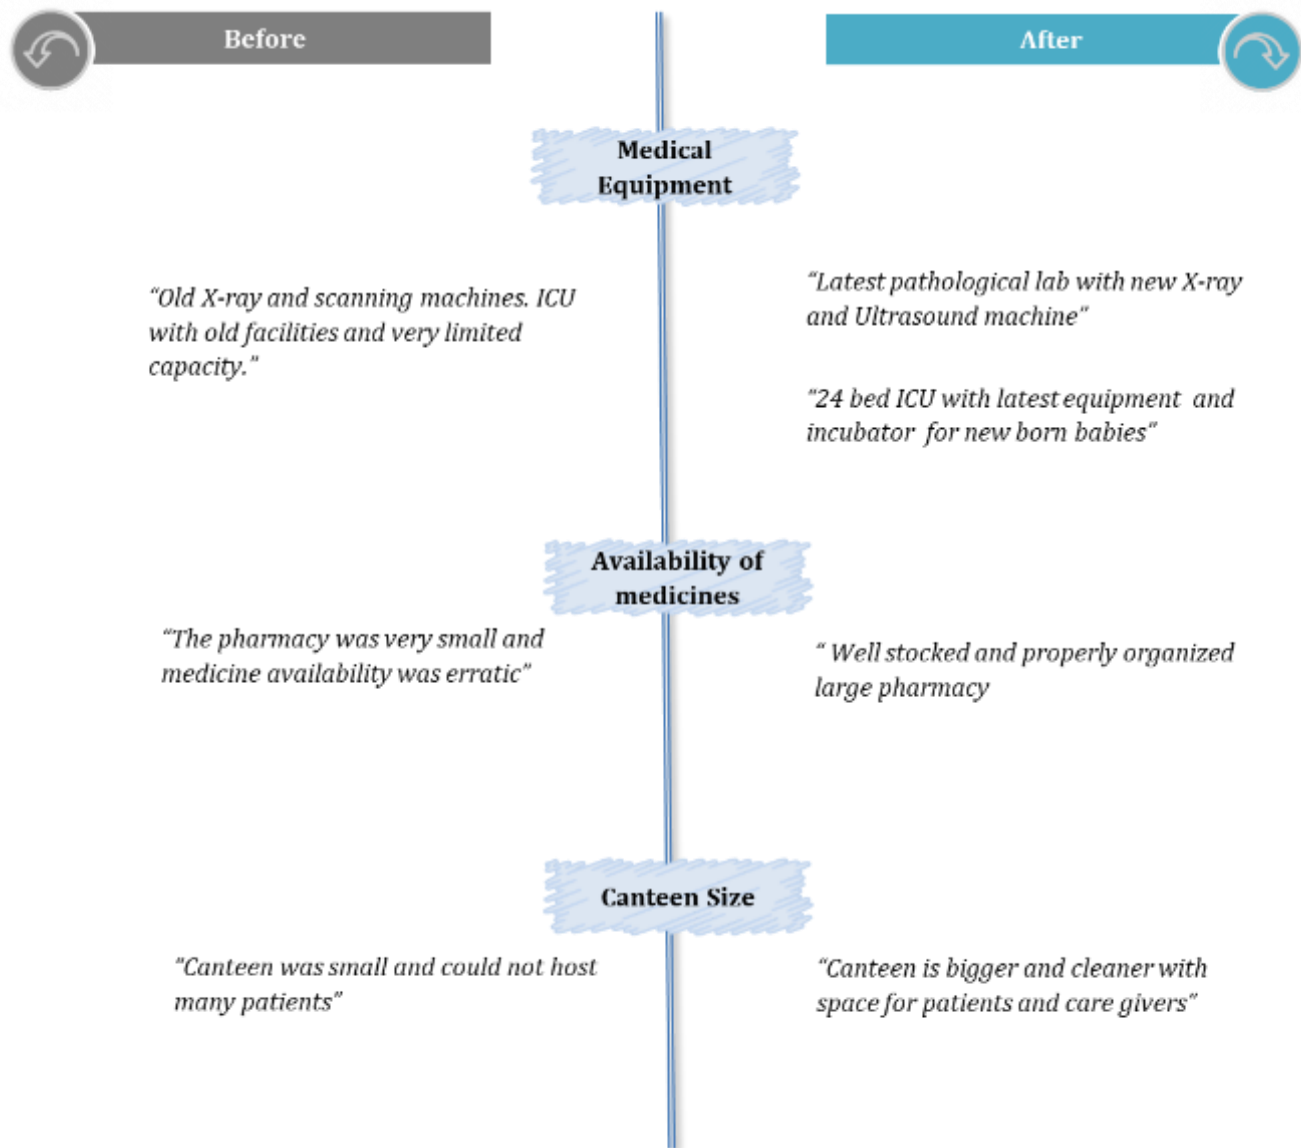 Before
After
Medical
Equipment
“Old X-ray and scanning machines. ICU
with old facilities and very limited
capacity.”
“Latest pathological lab with new X-ray
and Ultrasound machine”
“24 bed ICU with latest equipment and
incubator for new born babies”
Availability of
medicines
“The pharmacy was very small and
medicine availability was erratic”
“ Well stocked and properly organized
large pharmacy
Canteen Size
”Canteen was small and could not host
many patients”
“Canteen is bigger and cleaner with
space for patients and care givers”